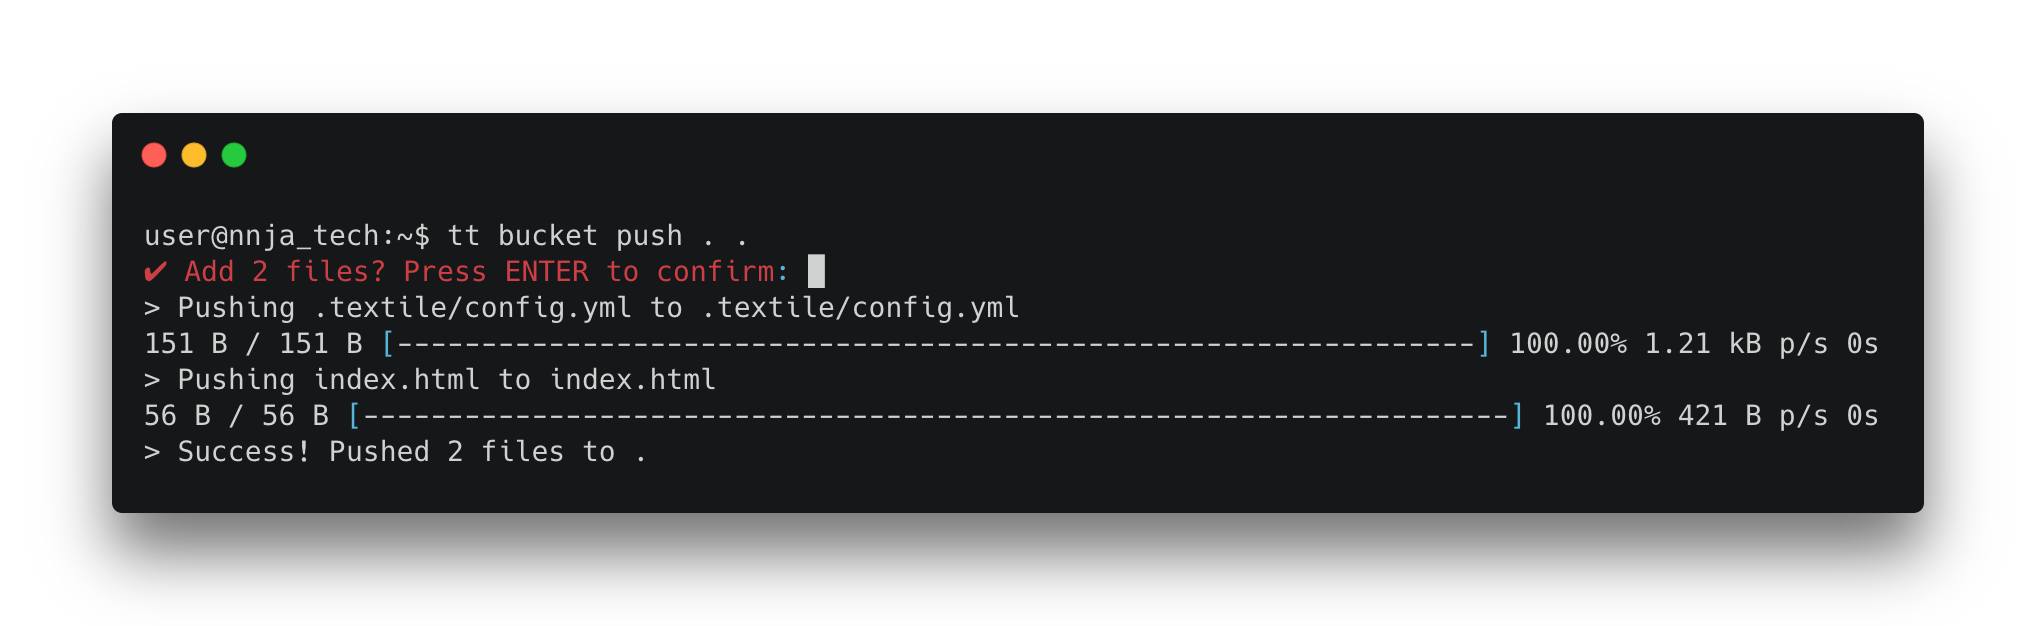 user@nnja_tech:~$ tt bucket push . .
✔ Add 2 files? Press ENTER to confirm:
> Pushing .textile/config.yml to .textile/config.yml
151 B / 151 B [----------------------------------------------------------------] 100.00% 1.21 kB p/s 0s
> Pushing index.html to index.html
56 B / 56 B [--------------------------------------------------------------------] 100.00% 421 B p/s 0s
> Success! Pushed 2 files to .